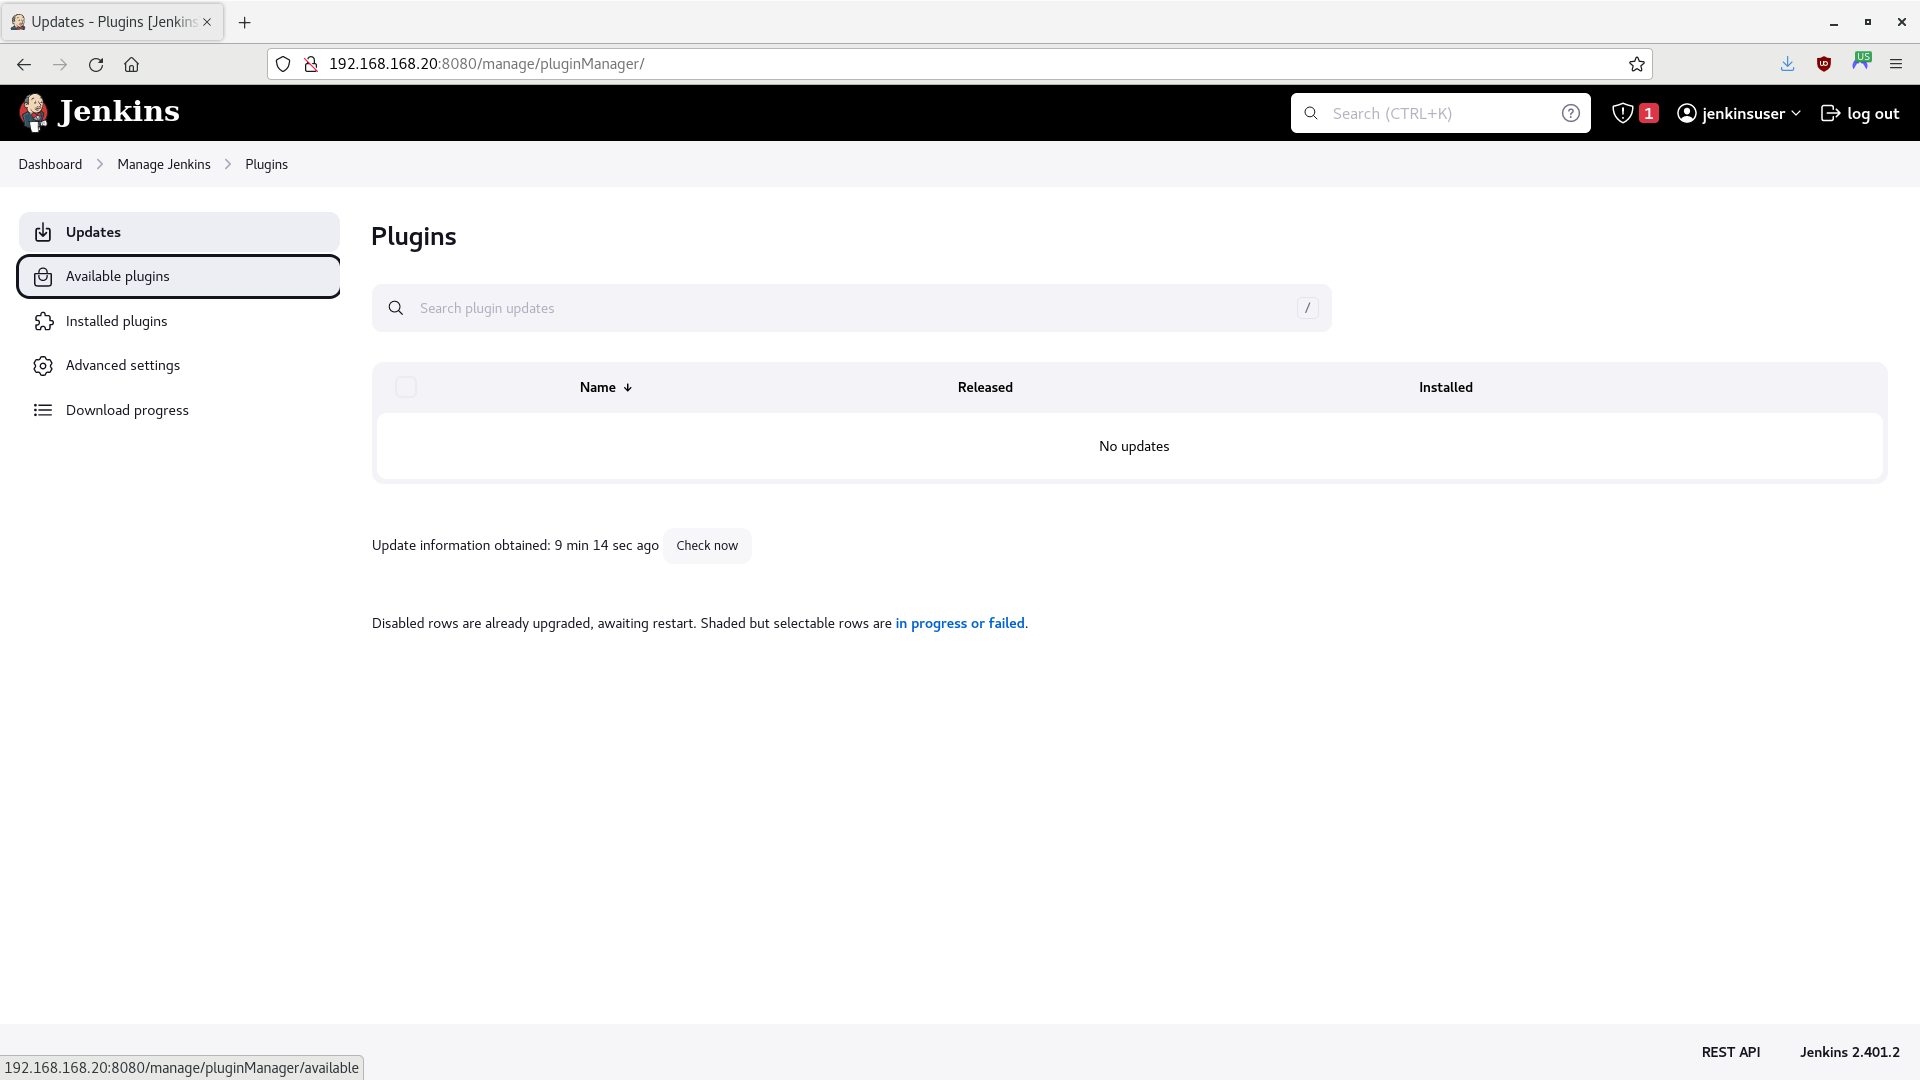 Updates - Plugins [Jenkins
192.168.168.20:8080/manage/pluginManager/
US
Jenkins
Search (CTRL+K)
1
jenkinsuser
log out
Dashboard
Manage Jenkins
Plugins
Updates
Available plugins
Installed plugins
Advanced settings
Download progress
Plugins
Search plugin updates
/
Name ↓
Released
Installed
No updates
Update information obtained: 9 min 14 sec ago
Check now
Disabled rows are already upgraded, awaiting restart. Shaded but selectable rows are in progress or failed.
REST API
Jenkins 2.401.2
192.168.168.20:8080/manage/pluginManager/available